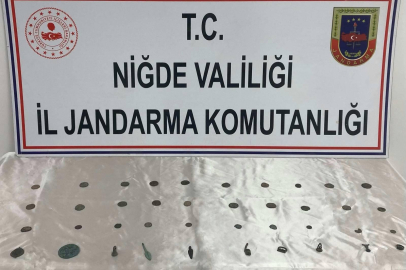 T.C.
NİĞDE VALİLİĞİ
İL JANDARMA KOMUTANLIĞI